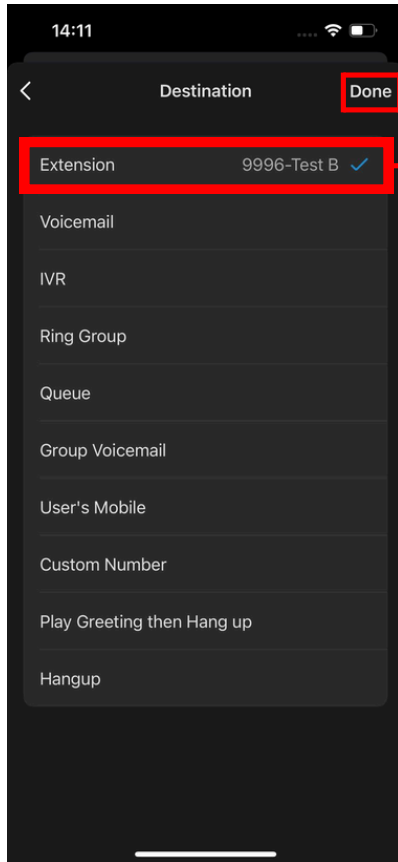 14:11
Destination
Done
Extension 9996-Test B
Voicemail
IVR
Ring Group
Queue
Group Voicemail
User's Mobile
Custom Number
Play Greeting then Hang up
Hangup